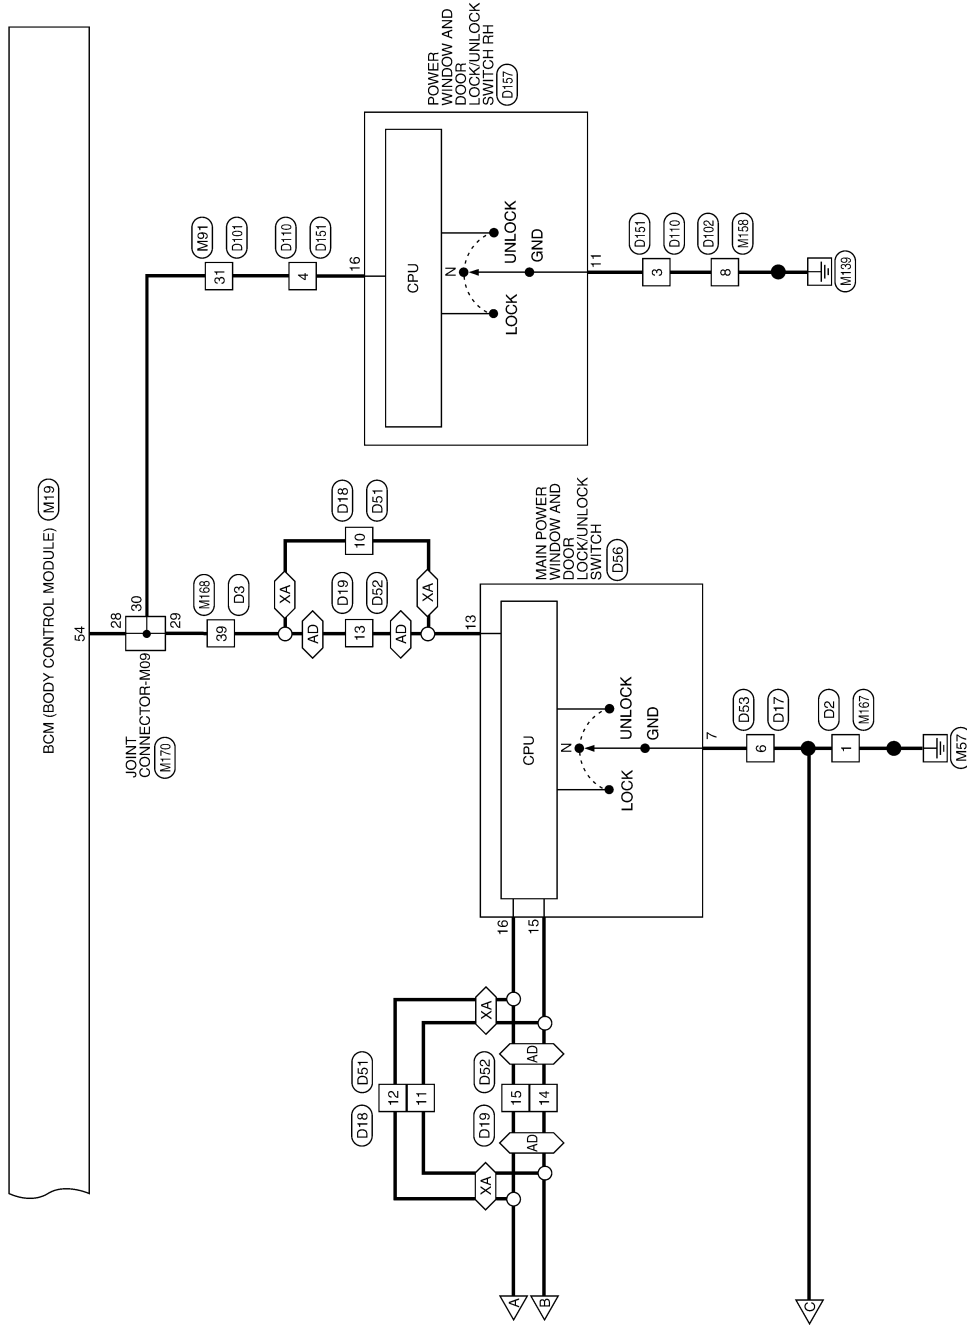 BCM (BODY CONTROL MODULE) M19
54
28
30
29
JOINT
CONNECTOR-M09
M170
M168
D3
39
XA
AD
D18
D51
10
D19
D52
13
AD
XA
13
M91
D101
31
D110
D151
4
16
POWER
WINDOW AND
DOOR
LOCK/UNLOCK
SWITCH RH
D157
CPU
N
LOCK
UNLOCK
GND
11
D151
D110
3
D102
M158
8
M139
MAIN POWER
WINDOW AND
DOOR
LOCK/UNLOCK
SWITCH
D56
CPU
N
LOCK
UNLOCK
GND
16
15
7
D53
D17
6
D2
M167
1
M57
D18
D51
12
11
XA
XA
D19
D52
15
14
AD
AD
A
B
C